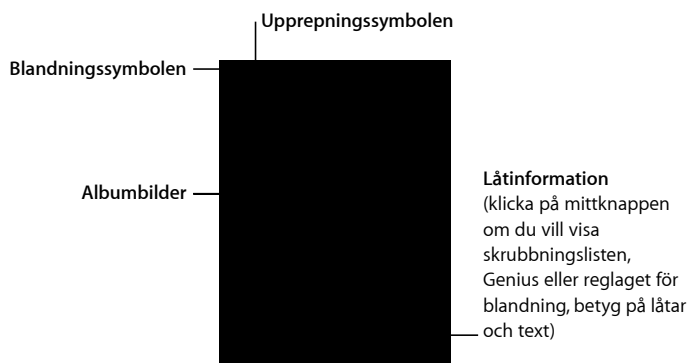 Upprepningssymbolen
Blandningssymbolen
Albumbilder
Låtinformation
(klicka på mittknappen
om du vill visa
skrubbningslisten,
Genius eller reglaget för
blandning, betyg på låtar
och text)